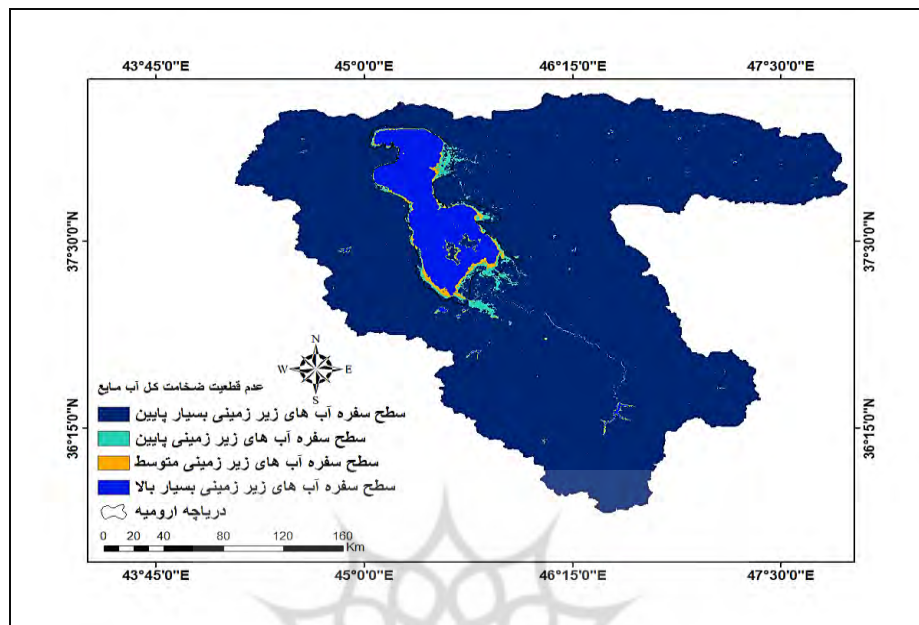 43°45'0"E 45°0'0"E 46°15'0"E 47°30'0"E
37°30'0"N 37°30'0"N
N
W E
S
عدم قطعیت ضخامت کل آب مایع
سطح سفره آب های زیر زمینی بسیار پایین
36°15'0"N 36°15'0"N
سطح سفره آب های زیر زمینی پایین
سطح سفره آب های زیر زمینی متوسط
سطح سفره آب های زیر زمینی بسیار بالا
دریاچه ارومیه
0 20 40 80 120 160
Km
43°45'0"E 45°0'0"E 46°15'0"E 47°30'0"E